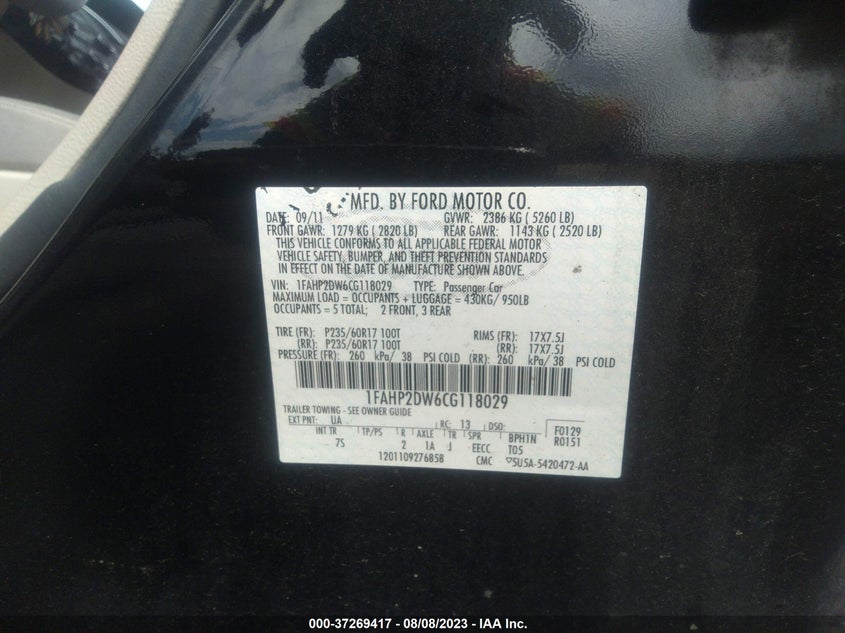 MFD. BY FORD MOTOR CO.
DATE: 09/11 GVWR: 2386 KG ( 5260 LB)
FRONT GAWR: 1279 KG ( 2820 LB) REAR GAWR: 1143 KG ( 2520 LB)
THIS VEHICLE CONFORMS TO ALL APPLICABLE FEDERAL MOTOR
VEHICLE SAFETY, BUMPER, AND THEFT PREVENTION STANDARDS
IN EFFECT ON THE DATE OF MANUFACTURE SHOWN ABOVE.
VIN: 1FAHP2DW6CG118029 TYPE: Passenger Car
MAXIMUM LOAD = OCCUPANTS + LUGGAGE = 430KG/ 950LB
OCCUPANTS = 5 TOTAL; 2 FRONT, 3 REAR
TIRE (FR): P235/60R17 100T RIMS (FR): 17X7.5J
(RR): P235/60R17 100T (RR): 17X7.5J
PRESSURE (FR): 260 kPa/ 38 PSI COLD (RR): 260 kPa/ 38 PSI COLD
1FAHP2DW6CG118029
TRAILER TOWING - SEE OWNER GUIDE
EXT PNT: UA RC: 13 DSO: F0129
INT TR TP/PS R AXLE TR SPR BPH1N R0151
7S 2 1A J EECC T05
1201109276858 CMC 5U5A-5420472-AA
000-37269417 - 08/08/2023 - IAA Inc.